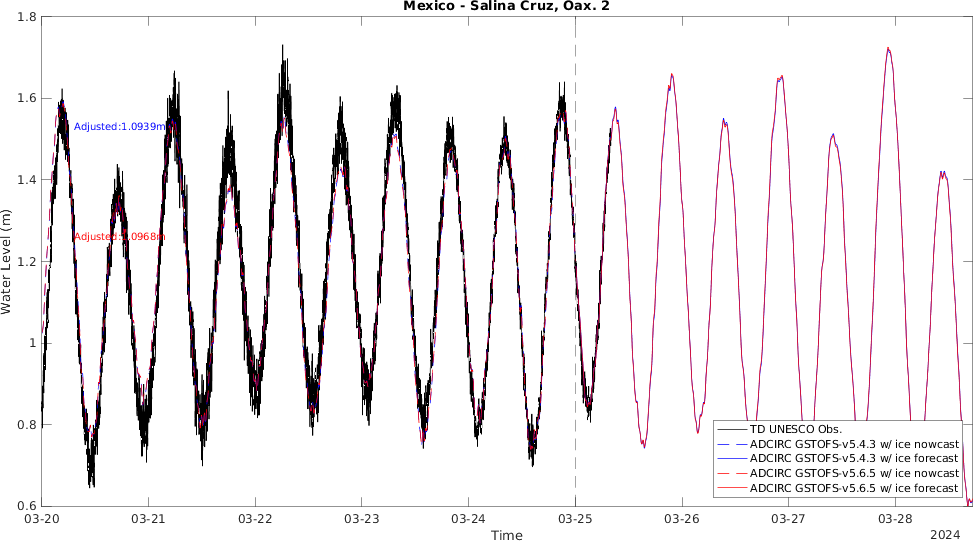 Mexico - Salina Cruz, Oax. 2
Water Level (m)
1.8
1.6
1.4
1.2
1
0.8
0.6
Adjusted:1.0939m
Adjusted:1.0968m
TD UNESCO Obs.
ADCIRC GSTOFS-v5.4.3 w/ ice nowcast
ADCIRC GSTOFS-v5.4.3 w/ ice forecast
ADCIRC GSTOFS-v5.6.5 w/ ice nowcast
ADCIRC GSTOFS-v5.6.5 w/ ice forecast
03-20 03-21 03-22 03-23 03-24 03-25 03-26 03-27 03-28
Time
2024